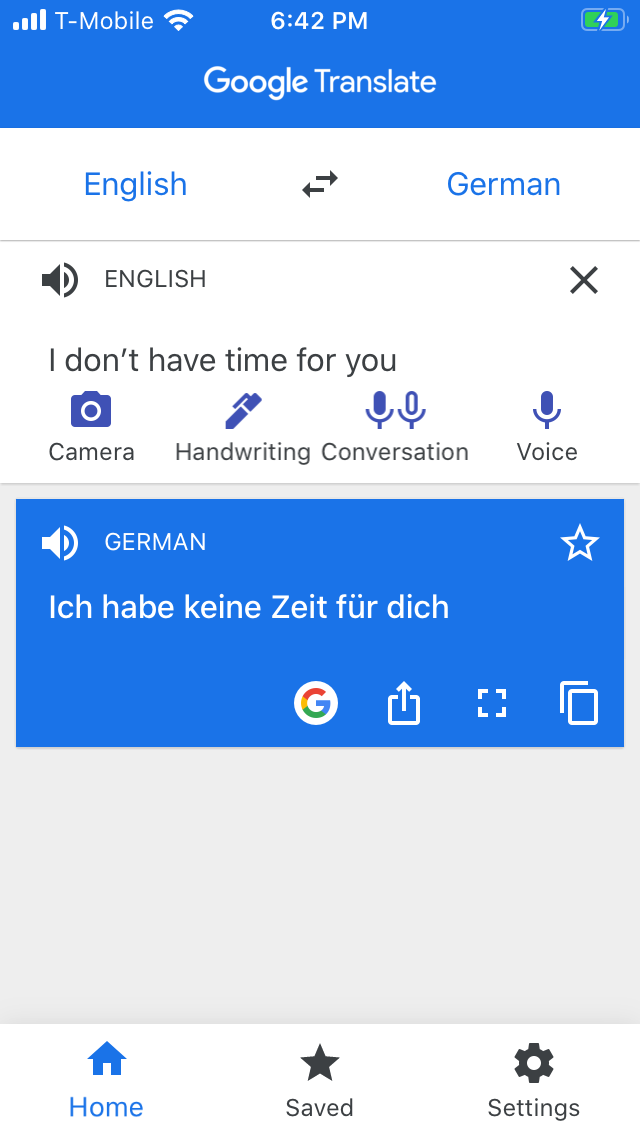 T-Mobile 6:42 PM
Google Translate
English German
ENGLISH
I don’t have time for you
Camera Handwriting Conversation Voice
GERMAN
Ich habe keine Zeit für dich
G
Home Saved Settings